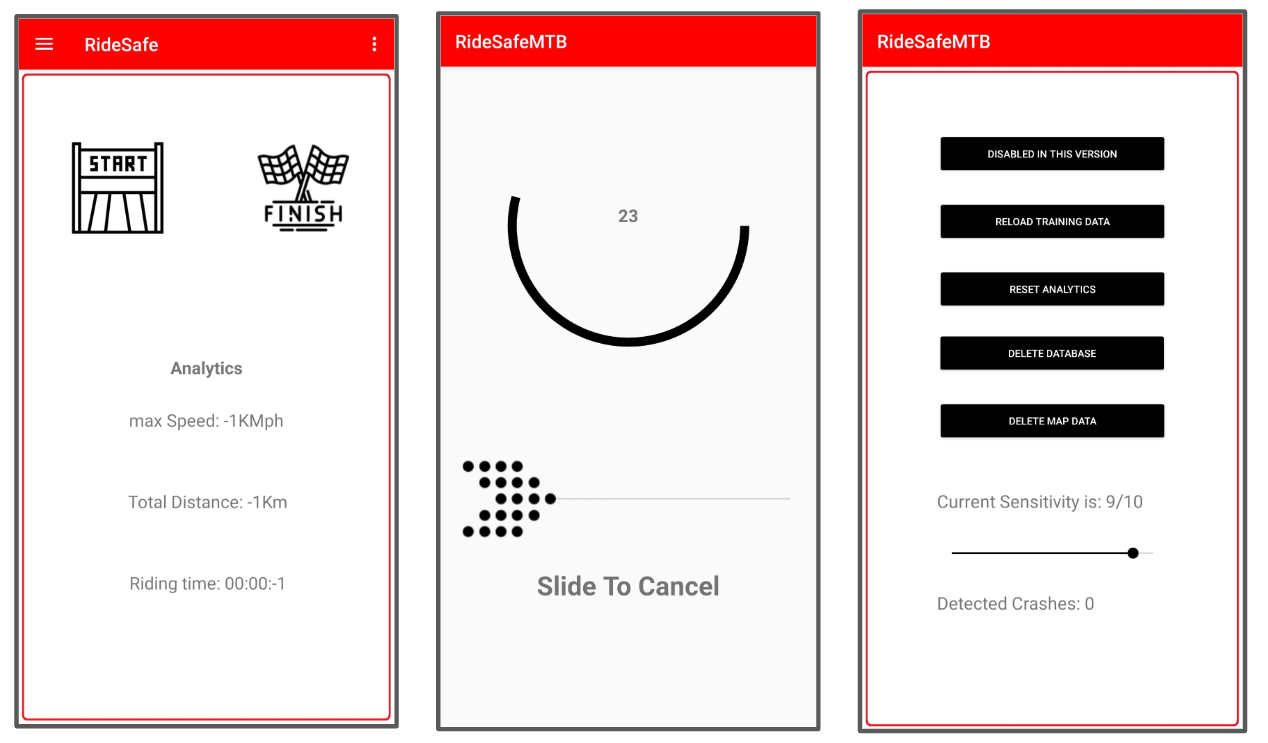 RideSafe
START
FINISH
Analytics
max Speed: -1KMph
Total Distance: -1Km
Riding time: 00:00:-1
RideSafeMTB
23
Slide To Cancel
RideSafeMTB
DISABLED IN THIS VERSION
RELOAD TRAINING DATA
RESET ANALYTICS
DELETE DATABASE
DELETE MAP DATA
Current Sensitivity is: 9/10
Detected Crashes: 0